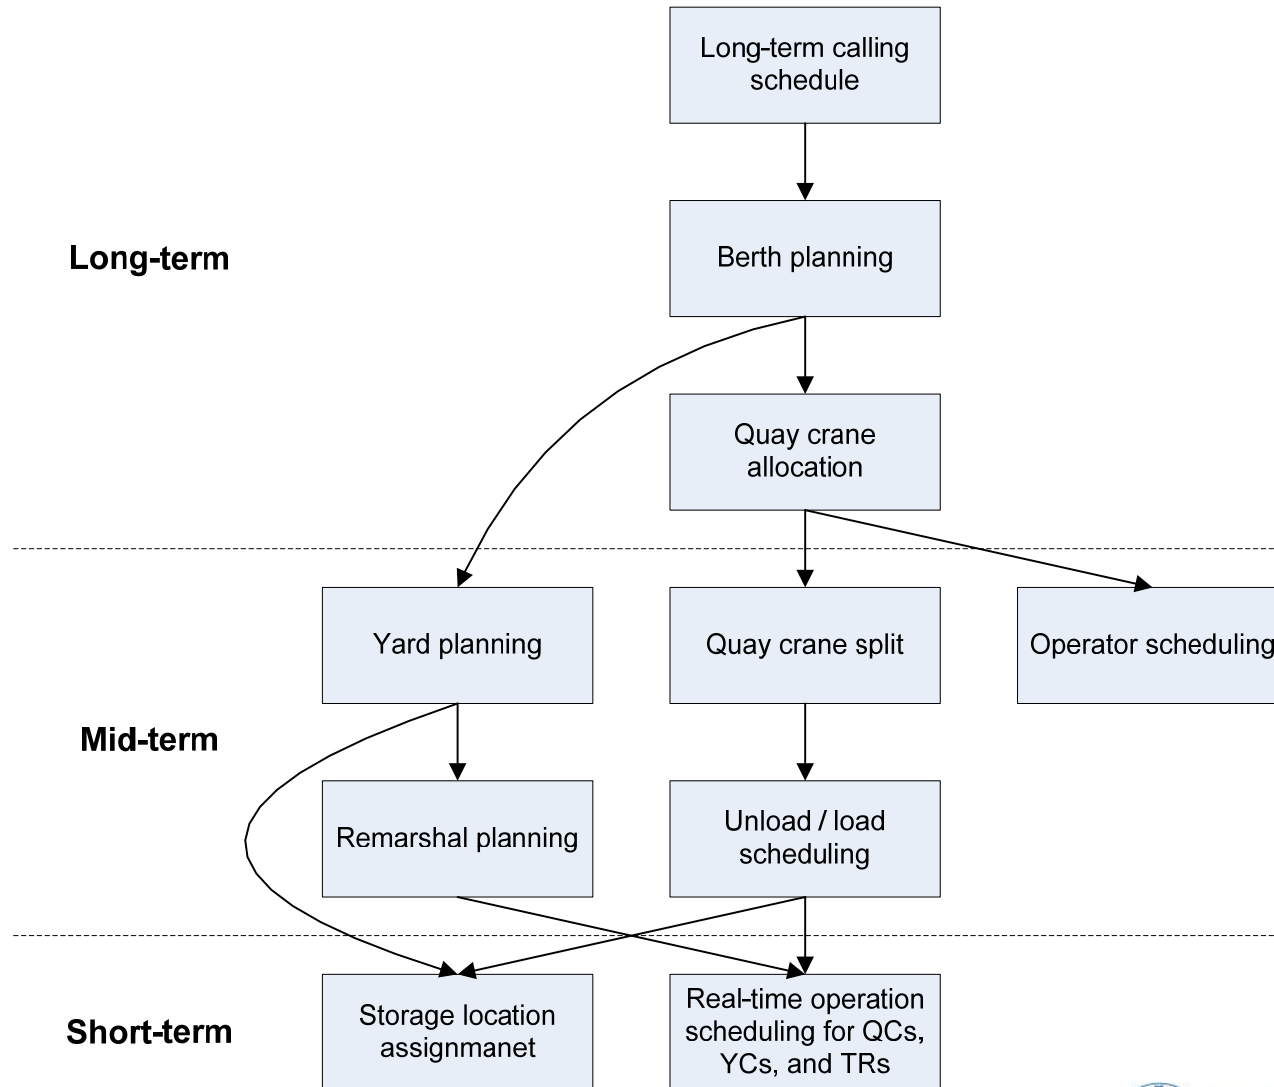 Long-term calling
schedule
Long-term
Berth planning
Quay crane
allocation
Yard planning
Quay crane split
Operator scheduling
Mid-term
Remarshal planning
Unload / load
scheduling
Short-term
Storage location
assignmanet
Real-time operation
scheduling for QCs,
YCs, and TRs